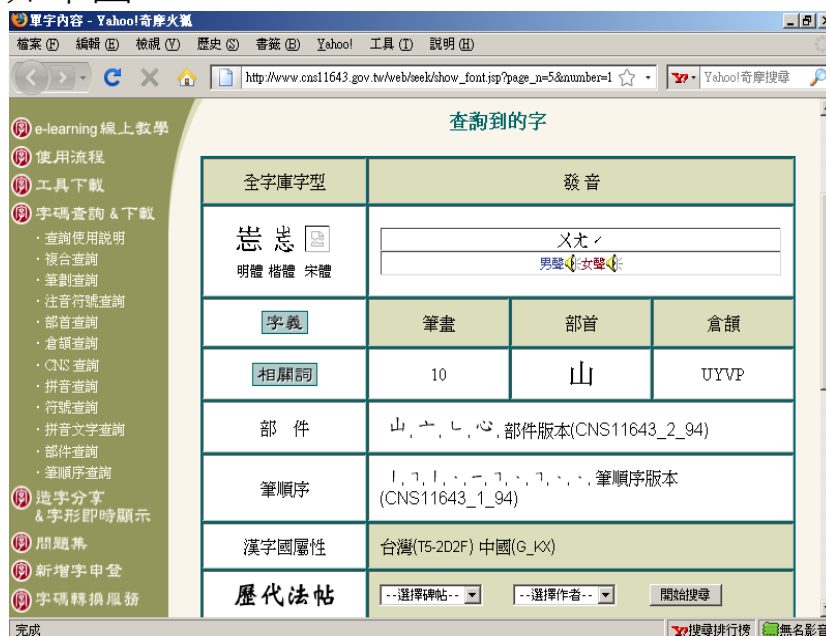 單字內容 - Yahoo!奇摩火狐
檔案(F) 編輯(E) 檢視(V) 歷史(S) 書籤(B) Yahoo! 工具(T) 說明(H)
http://www.cns11643.gov.tw/web/seek/show_font.jsp?page_n=5&number=1
Yahoo!奇摩搜尋
e-learning線上教學
使用流程
工具下載
字碼查詢&下載
·查詢使用說明
·複合查詢
·筆劃查詢
·注音符號查詢
·部首查詢
·倉頡查詢
·CNS查詢
·拼音查詢
·符號查詢
·拼音文字查詢
·部件查詢
·筆順序查詢
造字分享
&字形即時顯示
問題集
新增字申登
字碼轉換服務
查詢到的字
全字庫字型 發 音
明體 楷體 宋體
ㄨㄤˊ
男聲 女聲
字義 筆畫 部首 倉頡
相關詞 10 山 UYVP
部 件 山, 亠, ㄴ, 心, 部件版本(CNS11643_2_94)
筆順序 筆順序版本
(CNS11643_1_94)
漢字國屬性 台灣(T5-2D2F) 中國(G_KX)
歷代法帖 --選擇碑帖-- --選擇作者-- 開始搜尋
完成
搜尋排行榜 無名影音